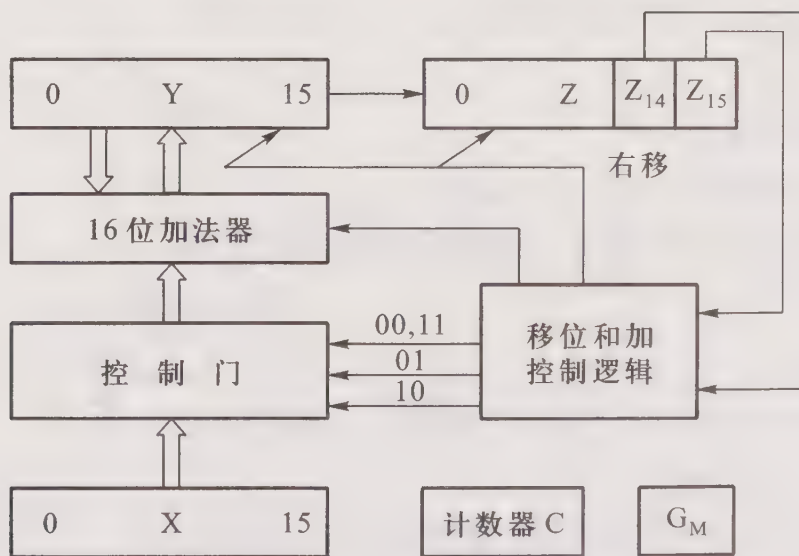 0 Y 15
0 Z Z14 Z15
右移
16位加法器
00,11
01
10
控制门
移位和加
控制逻辑
0 X 15
计数器C
GM